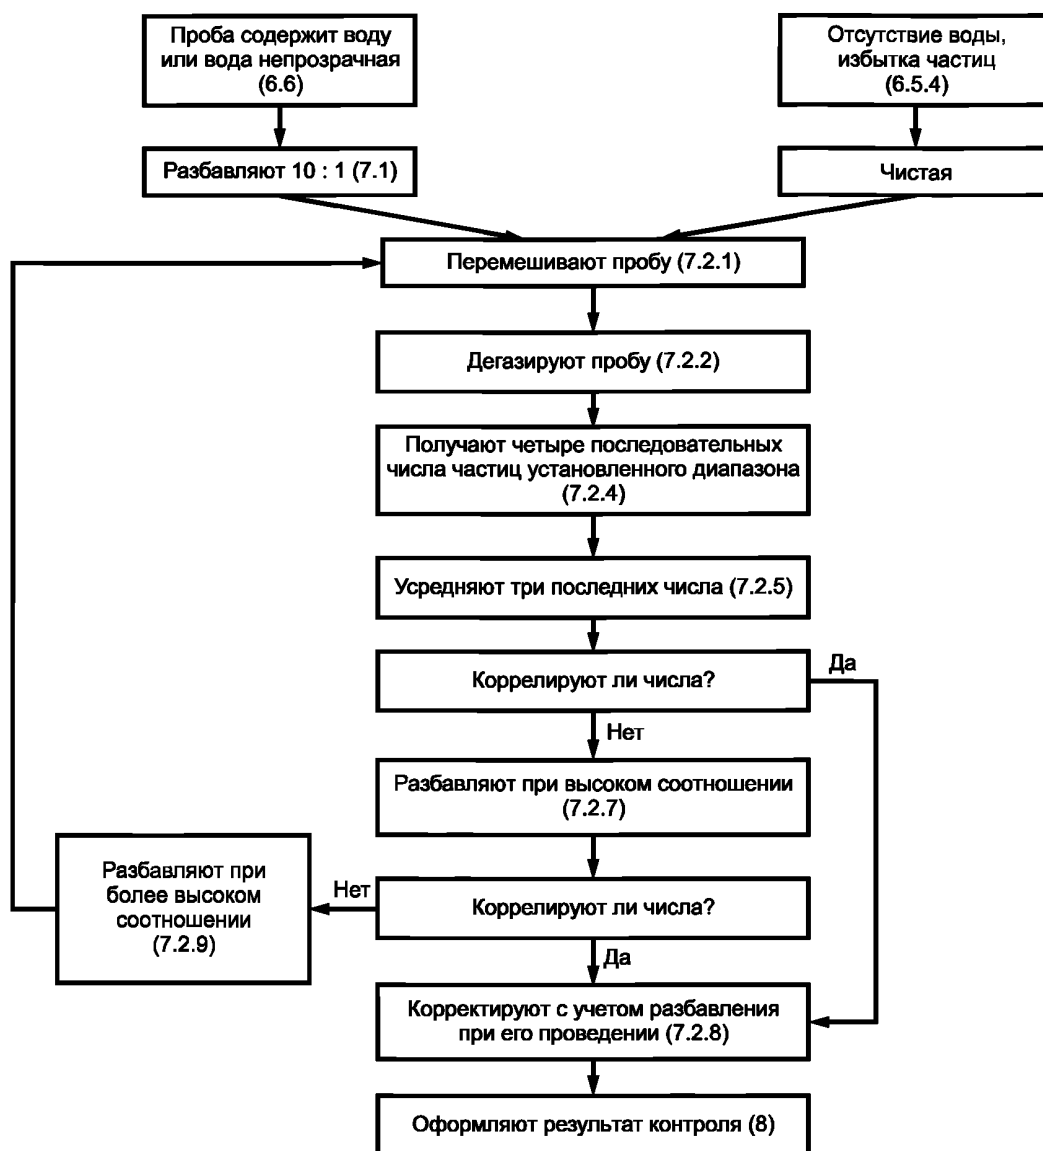 Проба содержит воду
или вода непрозрачная
(6.6)
Отсутствие воды,
избытка частиц
(6.5.4)
Разбавляют 10 : 1 (7.1)
Чистая
Перемешивают пробу (7.2.1)
Дегазируют пробу (7.2.2)
Получают четыре последовательных
числа частиц установленного диапазона
(7.2.4)
Усредняют три последних числа (7.2.5)
Коррелируют ли числа?
Да
Нет
Разбавляют при высоком соотношении
(7.2.7)
Разбавляют при
более высоком
соотношении
(7.2.9)
Нет
Коррелируют ли числа?
Да
Корректируют с учетом разбавления
при его проведении (7.2.8)
Оформляют результат контроля (8)